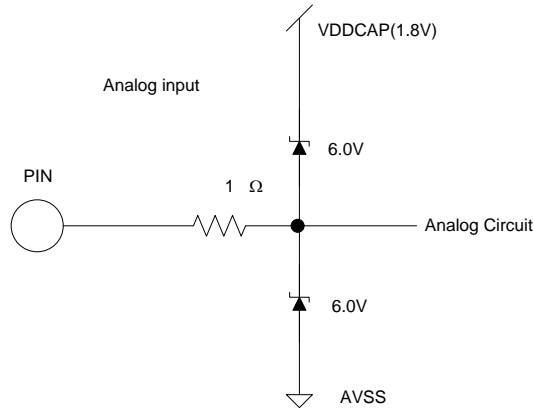 VDDCAP(1.8V)
Analog input
6.0V
PIN
1 Ω
Analog Circuit
6.0V
AVSS